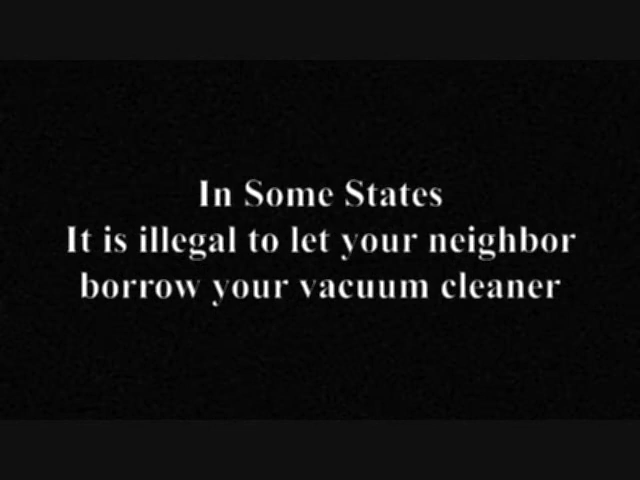 In Some States
It is illegal to let your neighbor
borrow your vacuum cleaner